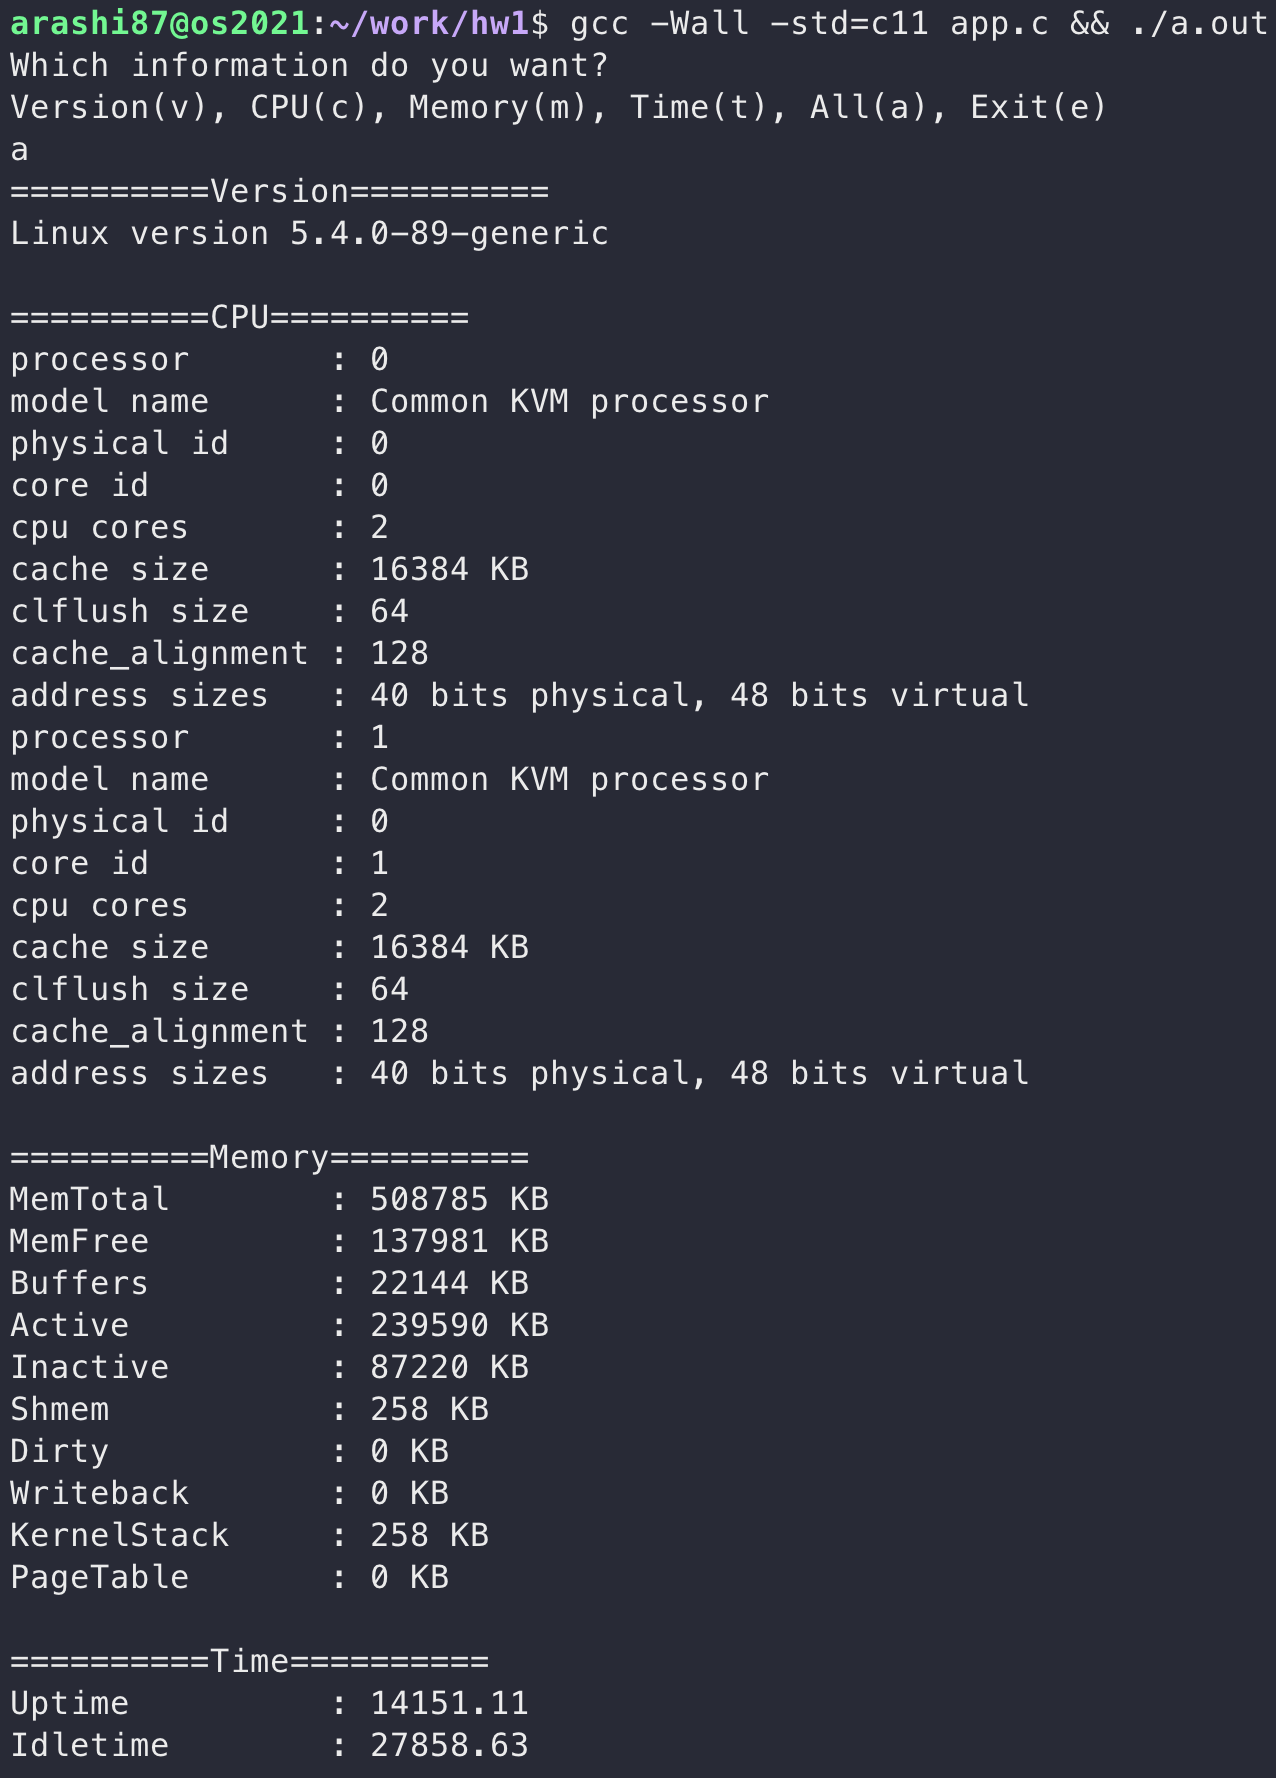 arashi87@os2021:~/work/hw1$ gcc -Wall -std=c11 app.c && ./a.out
Which information do you want?
Version(v), CPU(c), Memory(m), Time(t), All(a), Exit(e)
a
==========Version==========
Linux version 5.4.0-89-generic

==========CPU==========
processor       : 0
model name      : Common KVM processor
physical id     : 0
core id         : 0
cpu cores       : 2
cache size      : 16384 KB
clflush size    : 64
cache_alignment : 128
address sizes   : 40 bits physical, 48 bits virtual
processor       : 1
model name      : Common KVM processor
physical id     : 0
core id         : 1
cpu cores       : 2
cache size      : 16384 KB
clflush size    : 64
cache_alignment : 128
address sizes   : 40 bits physical, 48 bits virtual

==========Memory==========
MemTotal        : 508785 KB
MemFree         : 137981 KB
Buffers         : 22144 KB
Active          : 239590 KB
Inactive        : 87220 KB
Shmem           : 258 KB
Dirty           : 0 KB
Writeback       : 0 KB
KernelStack     : 258 KB
PageTable       : 0 KB

==========Time==========
Uptime          : 14151.11
Idletime        : 27858.63